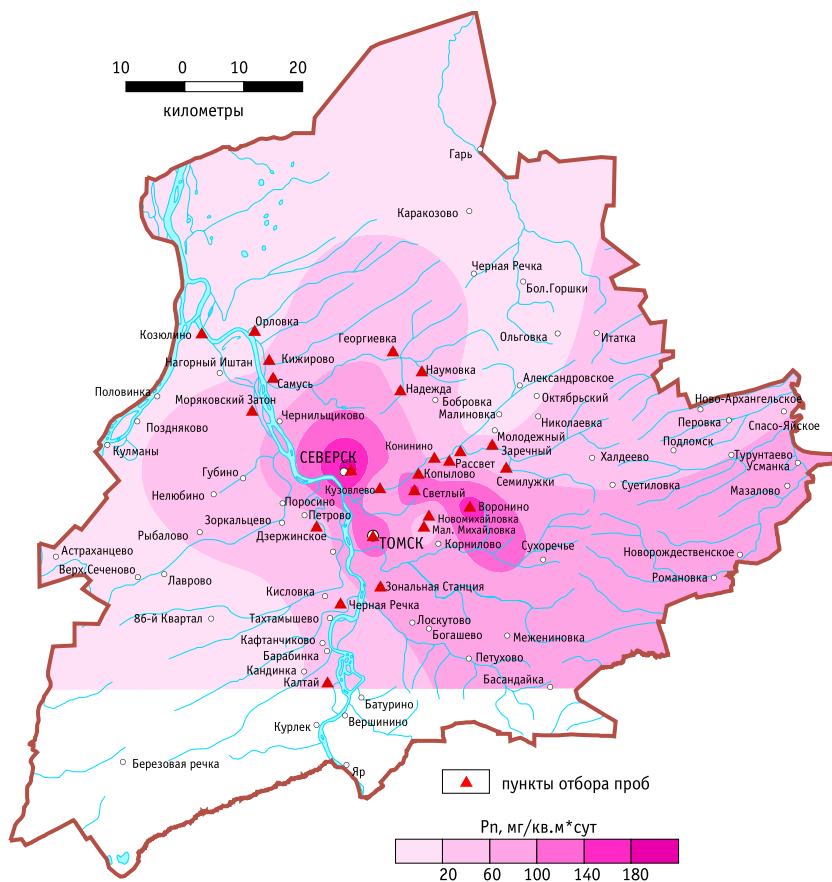 10 0 10 20
километры
Гарь
Каракозово
Черная Речка
Бол.Горшки
Орловка
Козюлино
Георгиевка
Ольговка
Итатка
Нагорный Иштан
Кижирово
Наумовка
Самусь
Надежда
Александровское
Половинка
Моряковский Затон
Бобровка
Октябрьский
Ново-Архангельское
Поздняково
Чернильщиково
Малиновка
Николаевка
Перовка
Спасо-Яйское
Кулманы
Конинино
Молодежный
Подломск
СЕВЕРСК
Рассвет
Заречный
Халдеево
Турунтаево
Усманка
Губино
Копылово
Семилужки
Суетиловка
Мазалово
Нелюбино
Кузовлево
Светлый
Поросино
Воронино
Зоркальцево
Петрово
Новомихайловка
Рыбалово
Дзержинское
Мал. Михайловка
ТОМСК
Корнилово
Сухоречье
Астраханцево
Новорождественское
Верх.Сеченово
Лаврово
Романовка
Кисловка
Зональная Станция
Черная Речка
86-й Квартал
Тахтамышево
Лоскутово
Богашево
Межениновка
Кафтанчиково
Барабинка
Петухово
Кандинка
Калтай
Басандайка
Батурино
Курлек
Вершинино
Березовая речка
Яр
пункты отбора проб
Pn, мг/кв.м*сут
20 60 100 140 180